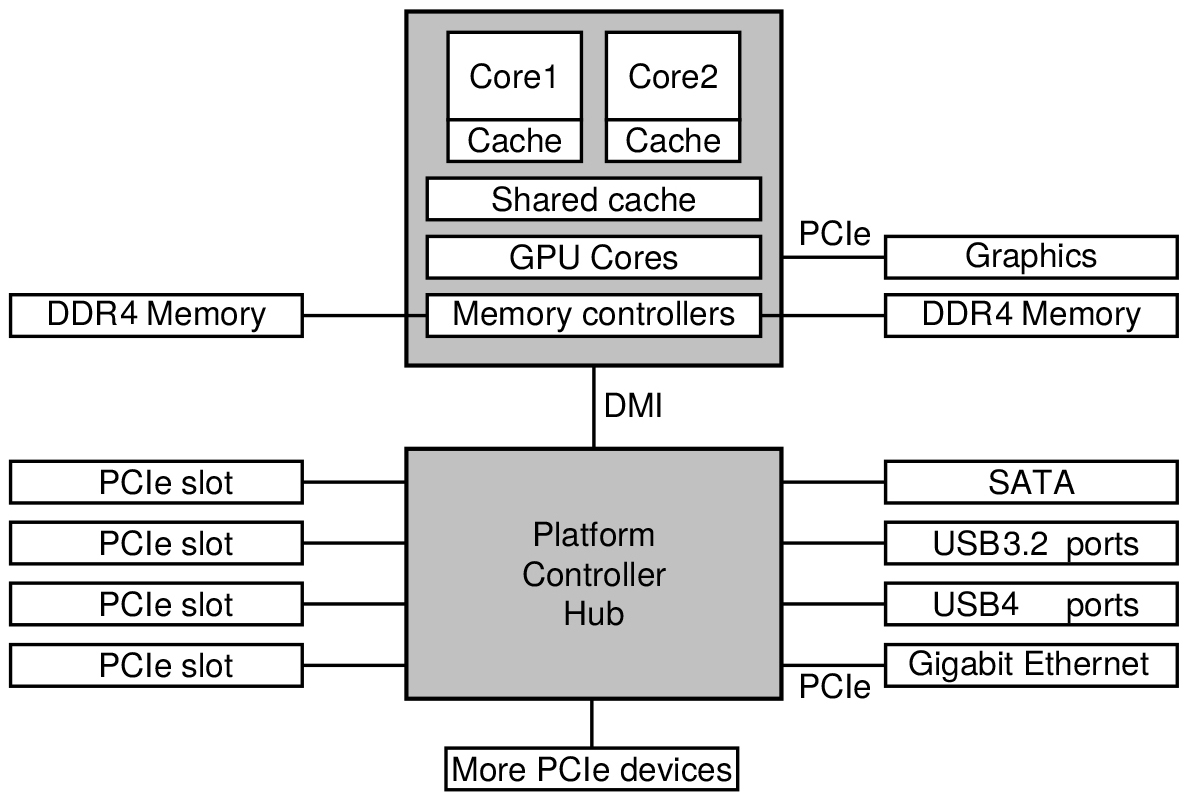 Core1
Core2
Cache
Cache
Shared cache
PCIe
GPU Cores
Graphics
DDR4 Memory
Memory controllers
DDR4 Memory
DMI
PCIe slot
SATA
PCIe slot
Platform
USB3.2 ports
Controller
PCIe slot
Hub
USB4 ports
PCIe slot
Gigabit Ethernet
PCIe
More PCIe devices